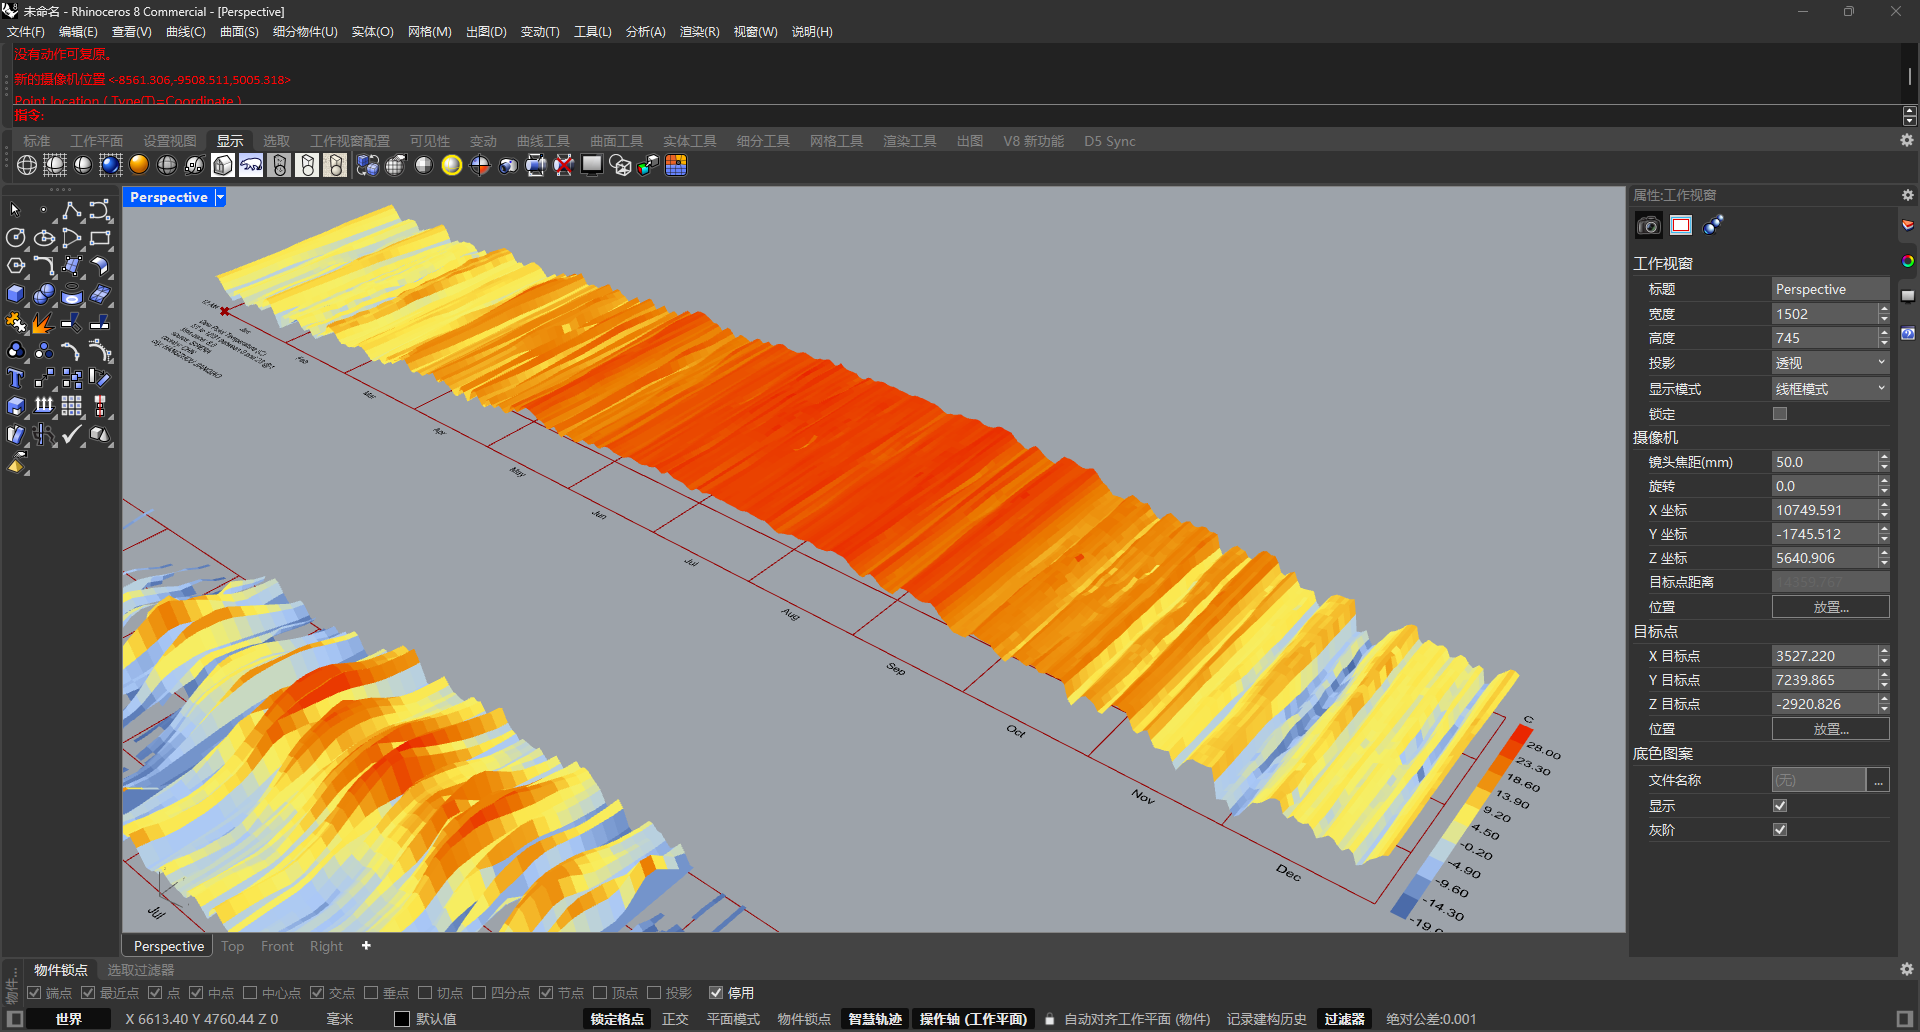 未命名 - Rhinoceros 8 Commercial - [Perspective]
文件(F) 编辑(E) 查看(V) 曲线(C) 曲面(S) 细分物件(U) 实体(O) 网格(M) 出图(D) 变动(T) 工具(L) 分析(A) 渲染(R) 视窗(W) 说明(H)
没有动作可复原。
新的摄像机位置 <-8561.306,-9508.511,5005.318>
Point location ( Type(T)=Coordinate )
指令:
标准 工作平面 设置视图 显示 选取 工作视窗配置 可见性 变动 曲线工具 曲面工具 实体工具 细分工具 网格工具 渲染工具 出图 V8 新功能 D5 Sync
Perspective
12 AM
Jan
Feb
Mar
Apr
May
Jun
Jul
Aug
Sep
Oct
Nov
Dec
Dew Point Temperature (C)
Jul
C
28.00
23.30
18.60
13.90
9.20
4.50
-0.20
-4.90
-9.60
-14.30
属性:工作视窗
工作视窗
标题 Perspective
宽度 1502
高度 745
投影 透视
显示模式 线框模式
锁定
摄像机
镜头焦距(mm) 50.0
旋转 0.0
X 坐标 10749.591
Y 坐标 -1745.512
Z 坐标 5640.906
目标点距离 14359.767
位置 放置...
目标点
X 目标点 3527.220
Y 目标点 7239.865
Z 目标点 -2920.826
位置 放置...
底色图案
文件名称 (无) ...
显示
灰阶
Perspective Top Front Right
物件锁点 选取过滤器
物件...
端点 最近点 点 中点 中心点 交点 垂点 切点 四分点 节点 顶点 投影 停用
世界 X 6613.40 Y 4760.44 Z 0 毫米 默认值 锁定格点 正交 平面模式 物件锁点 智慧轨迹 操作轴 (工作平面) 自动对齐工作平面 (物件) 记录建构历史 过滤器 绝对公差:0.001